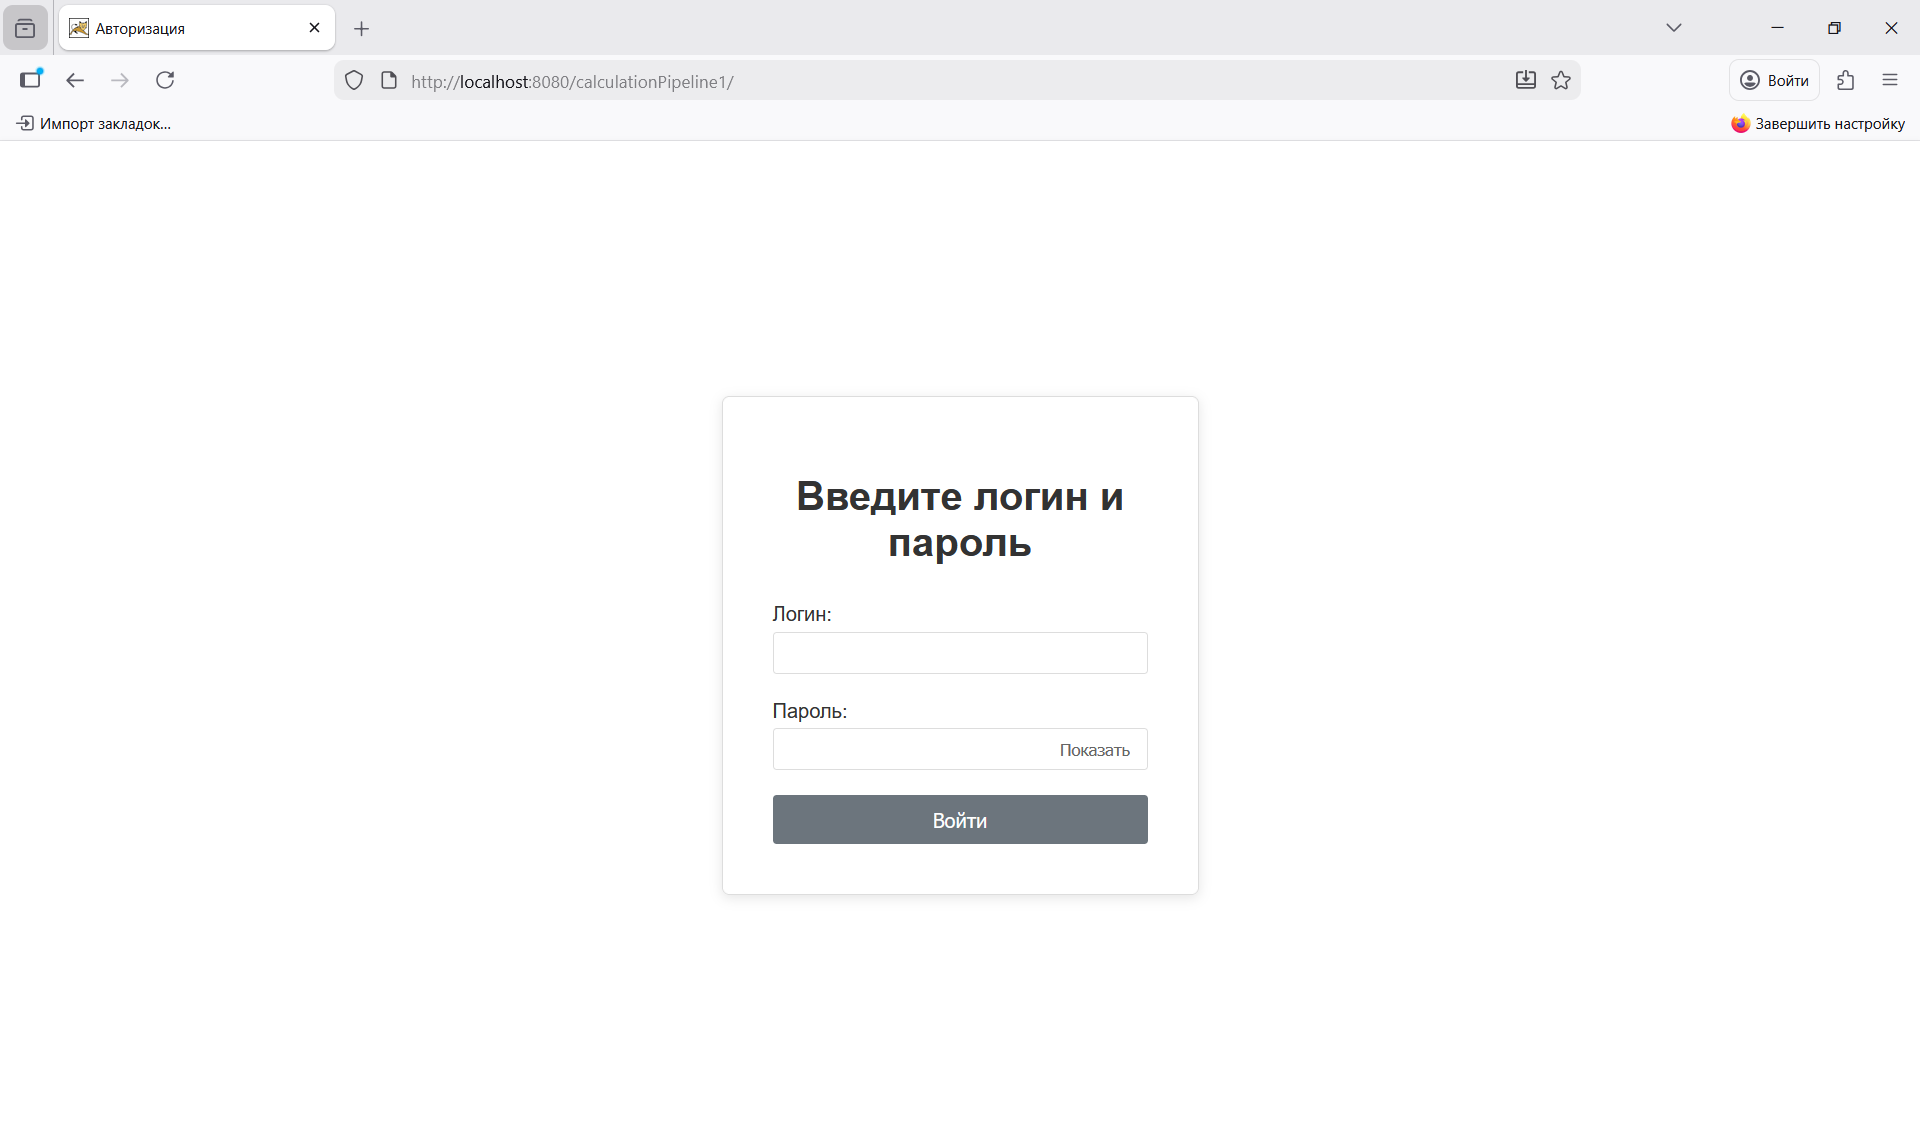 Авторизация
http://localhost:8080/calculationPipeline1/
Войти
Импорт закладок...
Завершить настройку
Введите логин и
пароль
Логин:
Пароль:
Показать
Войти